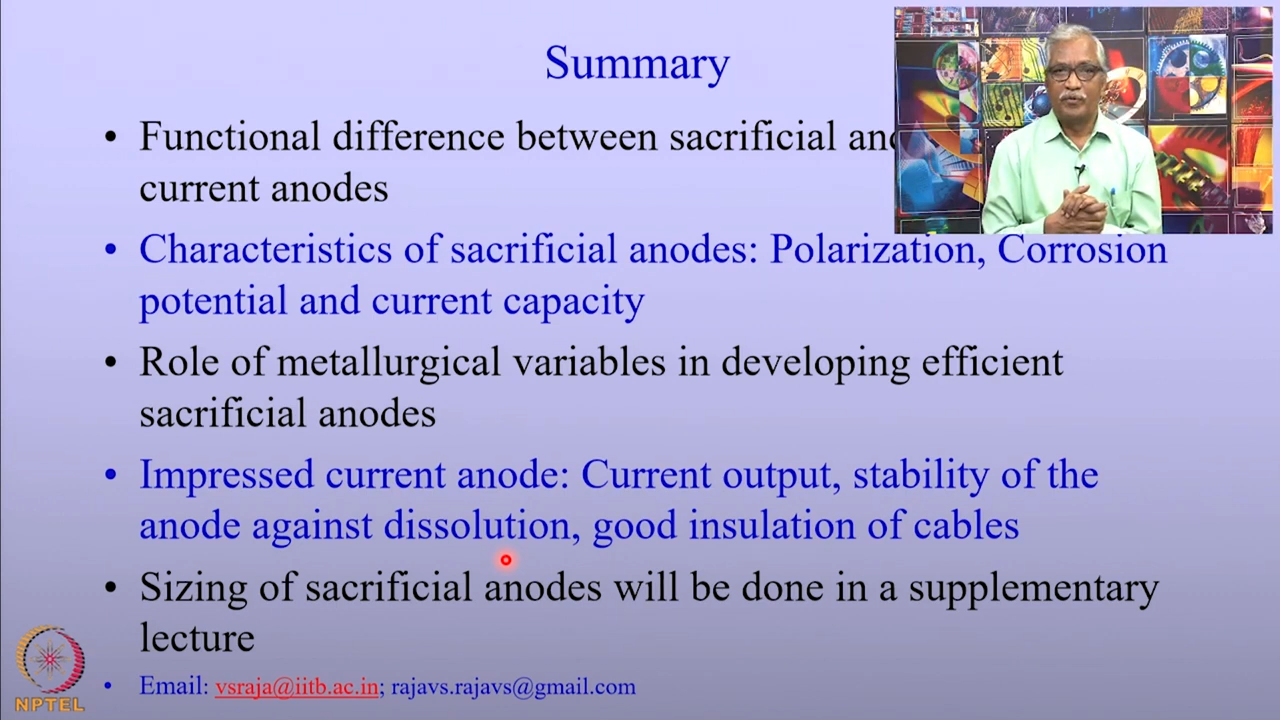 Summary
• Functional difference between sacrificial
current anodes
• Characteristics of sacrificial anodes: Polarization, Corrosion
potential and current capacity
• Role of metallurgical variables in developing efficient
sacrificial anodes
• Impressed current anode: Current output, stability of the
anode against dissolution, good insulation of cables
• Sizing of sacrificial anodes will be done in a supplementary
lecture
• Email: vsraja@iitb.ac.in; rajavs.rajavs@gmail.com
NPTEL